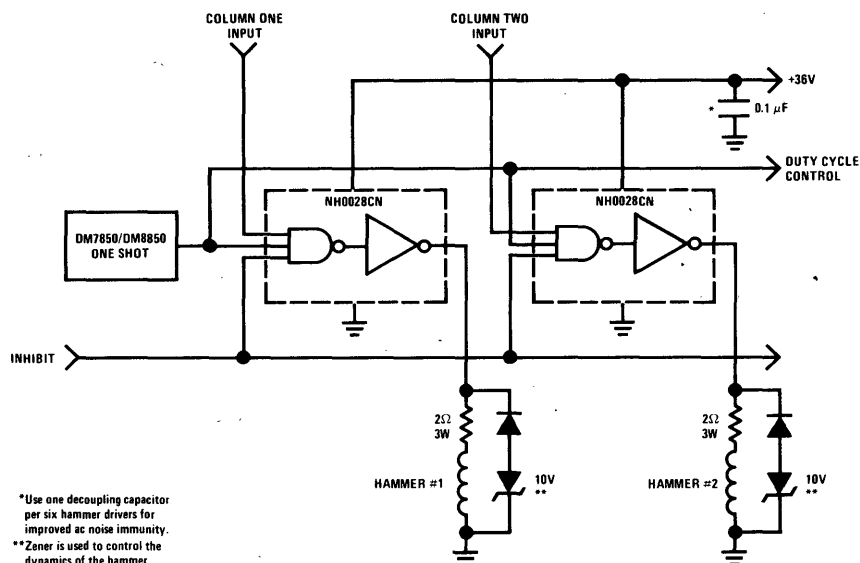 COLUMN ONE
INPUT
COLUMN TWO
INPUT
+36V
*
0.1 µF
DUTY CYCLE
CONTROL
NH0028CN
NH0028CN
DM7850/DM8850
ONE SHOT
INHIBIT
2Ω
3W
2Ω
3W
HAMMER #1
10V
**
HAMMER #2
10V
**
*Use one decoupling capacitor
per six hammer drivers for
improved ac noise immunity.
**Zener is used to control the
dynamics of the hammer.